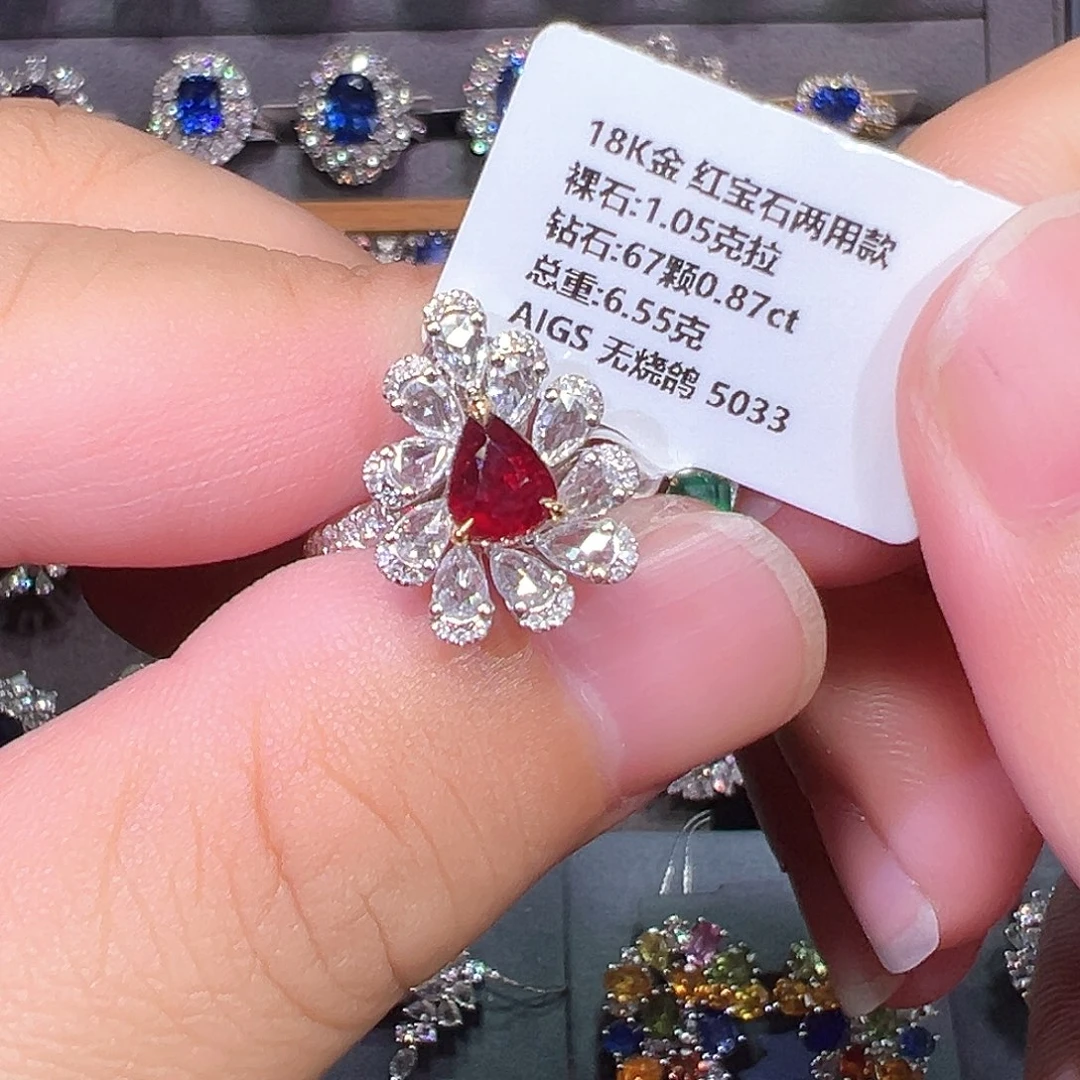 18K金 红宝石两用款
裸石:1.05克拉
钻石:67颗0.87ct
总重:6.55克
AIGS 无烧鸽 5033